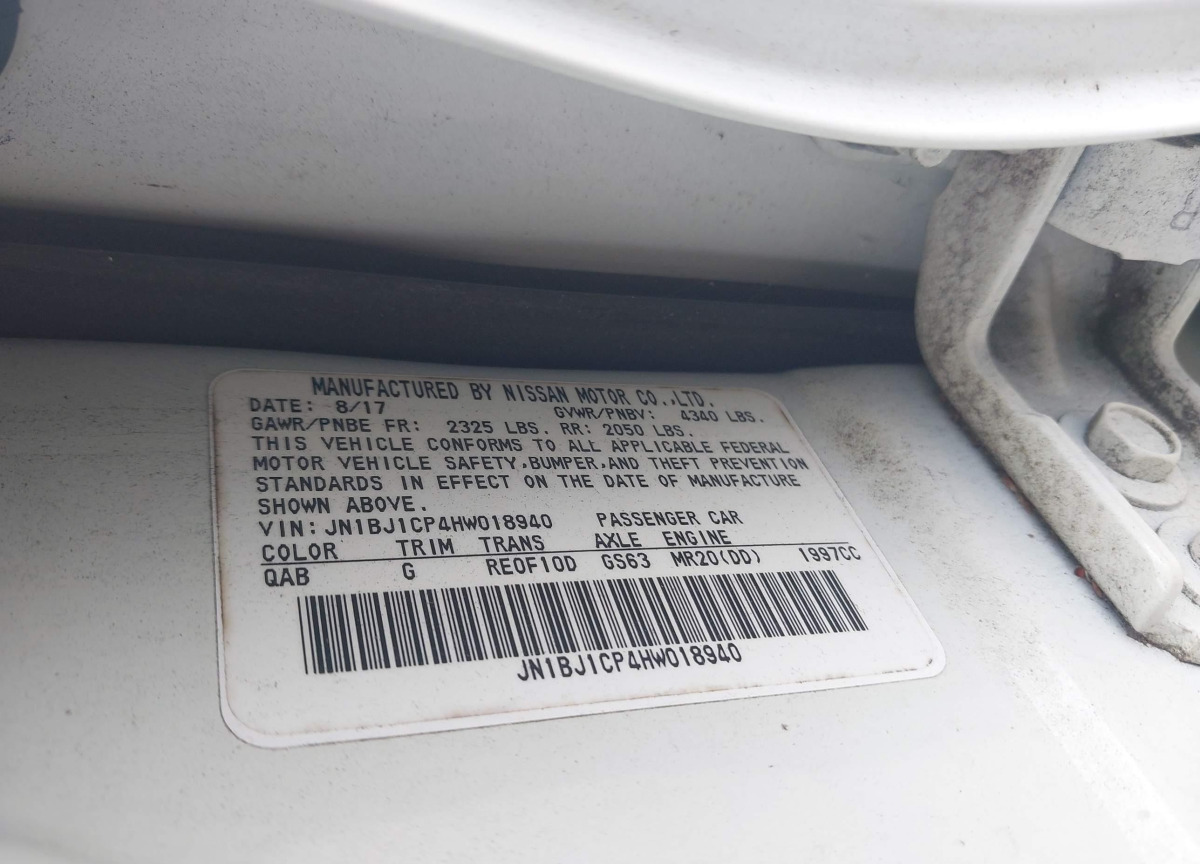 MANUFACTURED BY NISSAN MOTOR CO.,LTD.
DATE: 8/17 GVWR/PNBV: 4340 LBS.
GAWR/PNBE FR: 2325 LBS. RR: 2050 LBS.
THIS VEHICLE CONFORMS TO ALL APPLICABLE FEDERAL
MOTOR VEHICLE SAFETY,BUMPER,AND THEFT PREVENTION
STANDARDS IN EFFECT ON THE DATE OF MANUFACTURE
SHOWN ABOVE.
VIN: JN1BJ1CP4HW018940 PASSENGER CAR
COLOR TRIM TRANS AXLE ENGINE
QAB G RE0F10D GS63 MR20(DD) 1997CC
JN1BJ1CP4HW018940